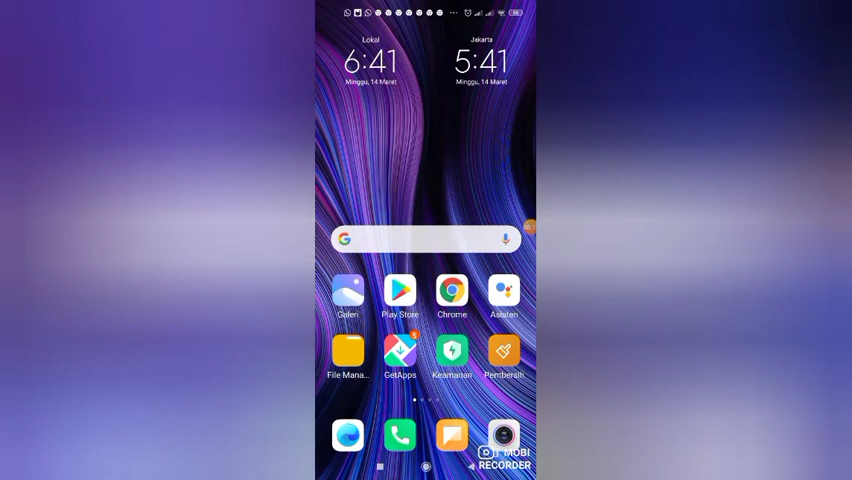 Lokal
Jakarta
6:41
5:41
Minggu, 14 Maret
Minggu, 14 Maret
Galeri
Play Store
Chrome
Asisten
5
File Mana...
GetApps
Keamanan
Pembersih
MOBI
RECORDER